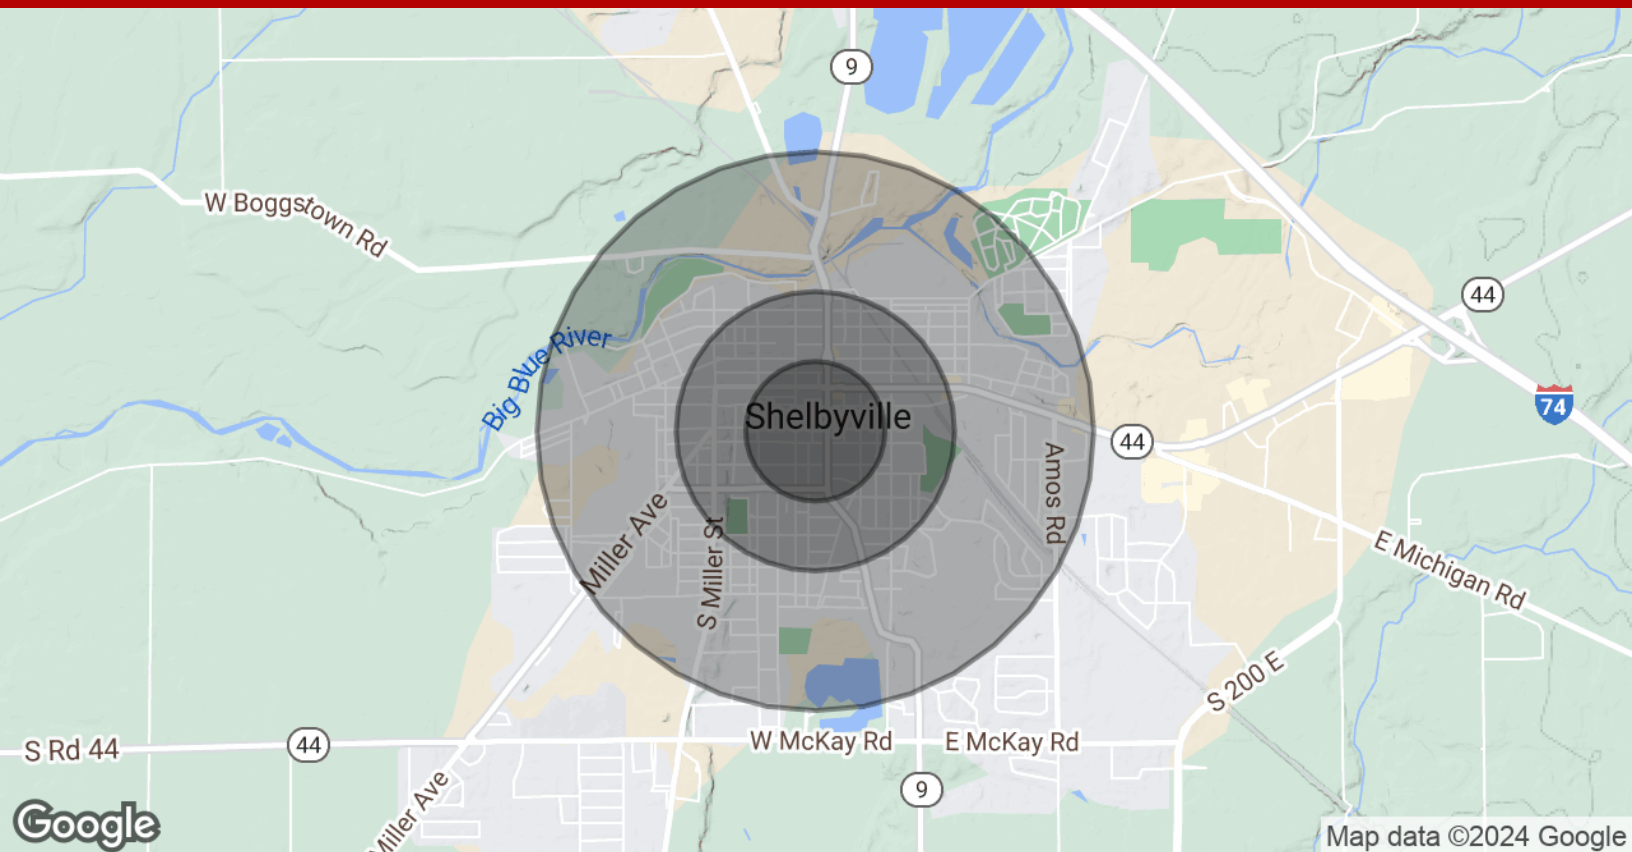 9
W Boggstown Rd
44
Big Blue River
74
Shelbyville
44
Amos Rd
Miller Ave
S Miller St
E Michigan Rd
S 200 E
S Rd 44
44
W McKay Rd
E McKay Rd
9
Miller Ave
Google
Map data ©2024 Google